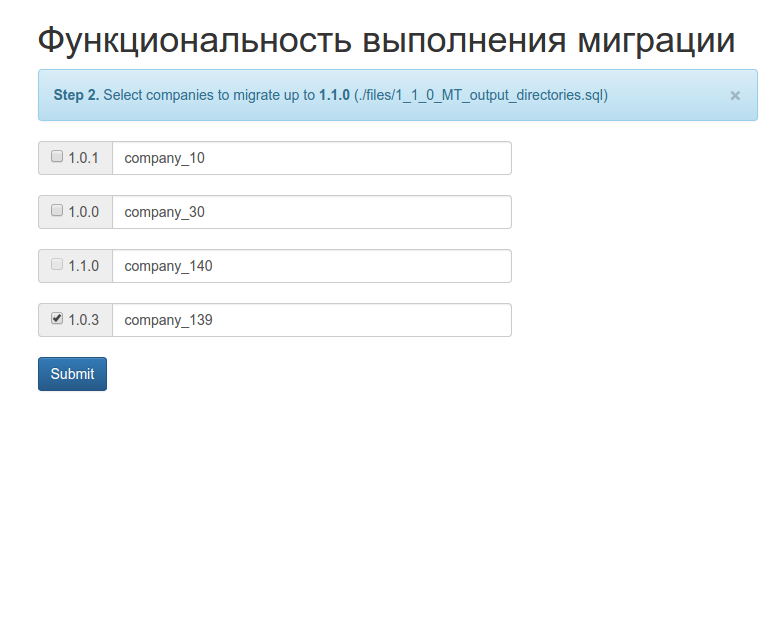 Функциональность выполнения миграции
Step 2. Select companies to migrate up to 1.1.0 (./files/1_1_0_MT_output_directories.sql) ×
1.0.1 company_10
1.0.0 company_30
1.1.0 company_140
1.0.3 company_139
Submit